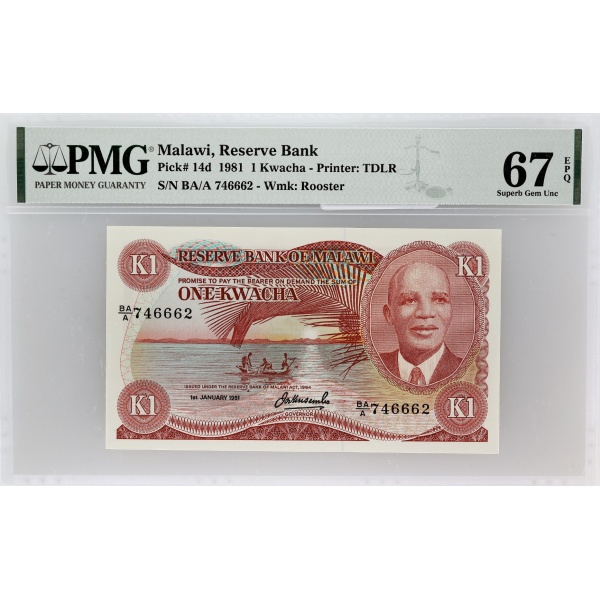 PMG®
PAPER MONEY GUARANTY
Malawi, Reserve Bank
Pick# 14d 1981 1 Kwacha - Printer: TDLR
S/N BA/A 746662 - Wmk: Rooster
67
EPQ
Superb Gem Unc
K1
RESERVE BANK OF MALAWI
K1
PROMISE TO PAY THE BEARER ON DEMAND THE SUM OF
ONE KWACHA
BA/A 746662
ISSUED UNDER THE RESERVE BANK OF MALAWI ACT, 1964
1st. JANUARY 1981
GOVERNOR
BA/A 746662
K1
K1